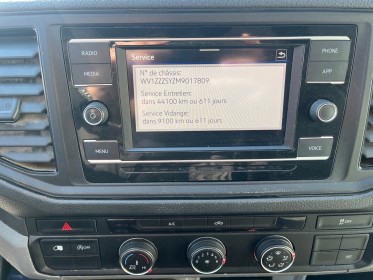 RADIO
MEDIA
MENU
Service
N° de châssis:
WV1ZZZSYZM9017809
Service Entretien:
dans 44100 km ou 611 jours
Service Vidange:
dans 9100 km ou 611 jours
PHONE
APP
VOICE
A/C
OFF